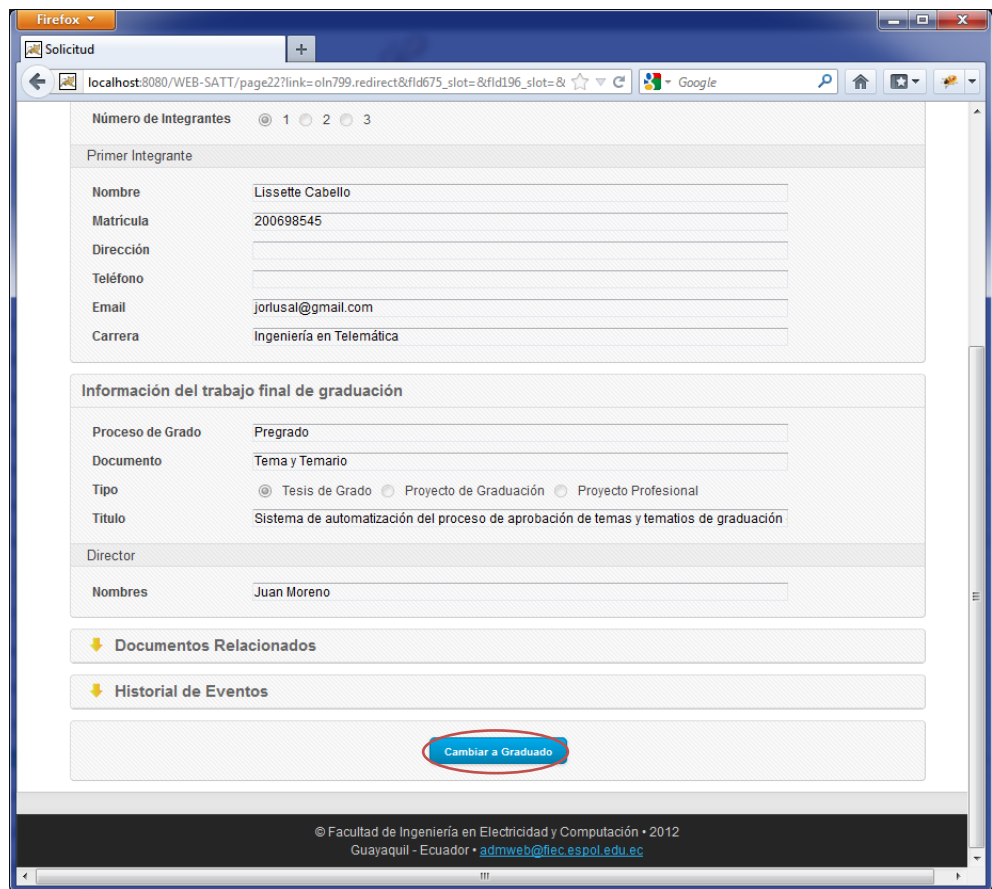 Firefox
Solicitud
localhost:8080/WEB-SATT/page22?link=oln799.redirect&fld675_slot=&fld196_slot=& Google
Número de Integrantes 1 2 3
Primer Integrante
Nombre Lissette Cabello
Matrícula 200698545
Dirección
Teléfono
Email jorlusal@gmail.com
Carrera Ingeniería en Telemática
Información del trabajo final de graduación
Proceso de Grado Pregrado
Documento Tema y Temario
Tipo Tesis de Grado Proyecto de Graduación Proyecto Profesional
Título Sistema de automatización del proceso de aprobación de temas y tematios de graduación
Director
Nombres Juan Moreno
Documentos Relacionados
Historial de Eventos
Cambiar a Graduado
© Facultad de Ingeniería en Electricidad y Computación • 2012
Guayaquil - Ecuador • admweb@fiec.espol.edu.ec